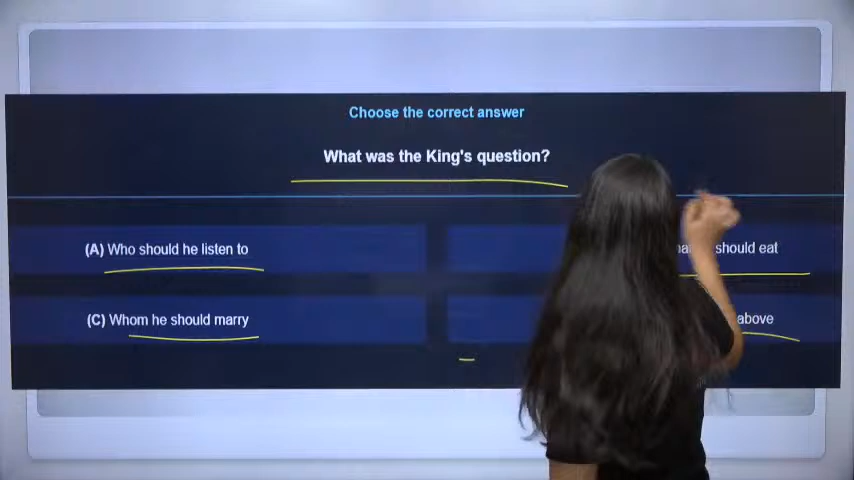 Choose the correct answer
What was the King's question?
(A) Who should he listen to
should eat
(C) Whom he should marry
above